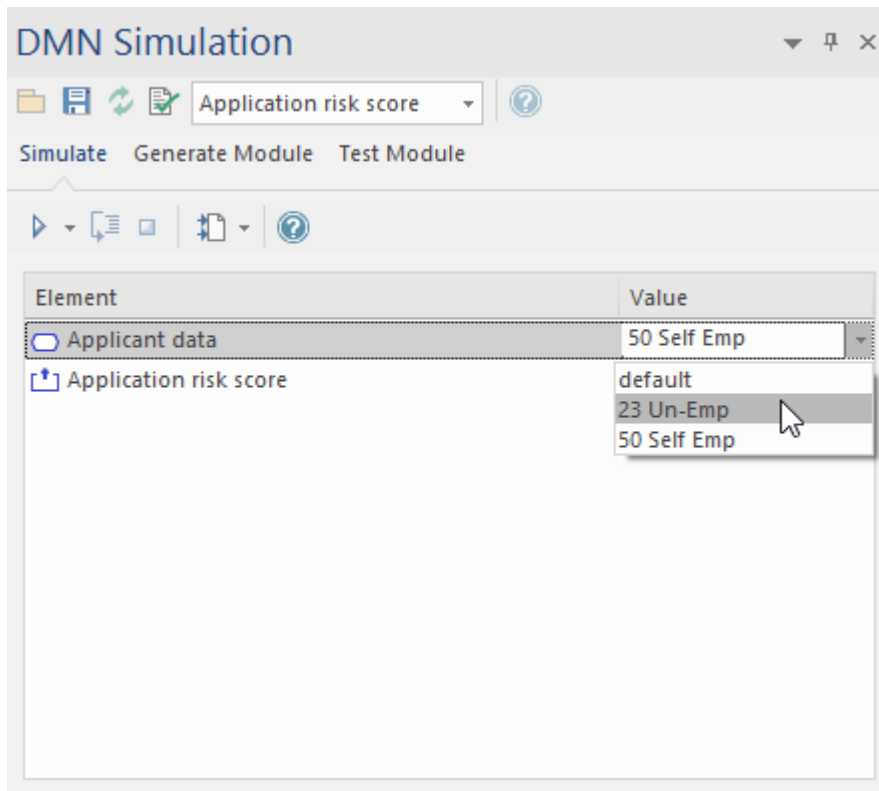 DMN Simulation
Application risk score
Simulate Generate Module Test Module
Element Value
Applicant data 50 Self Emp
Application risk score default
23 Un-Emp
50 Self Emp